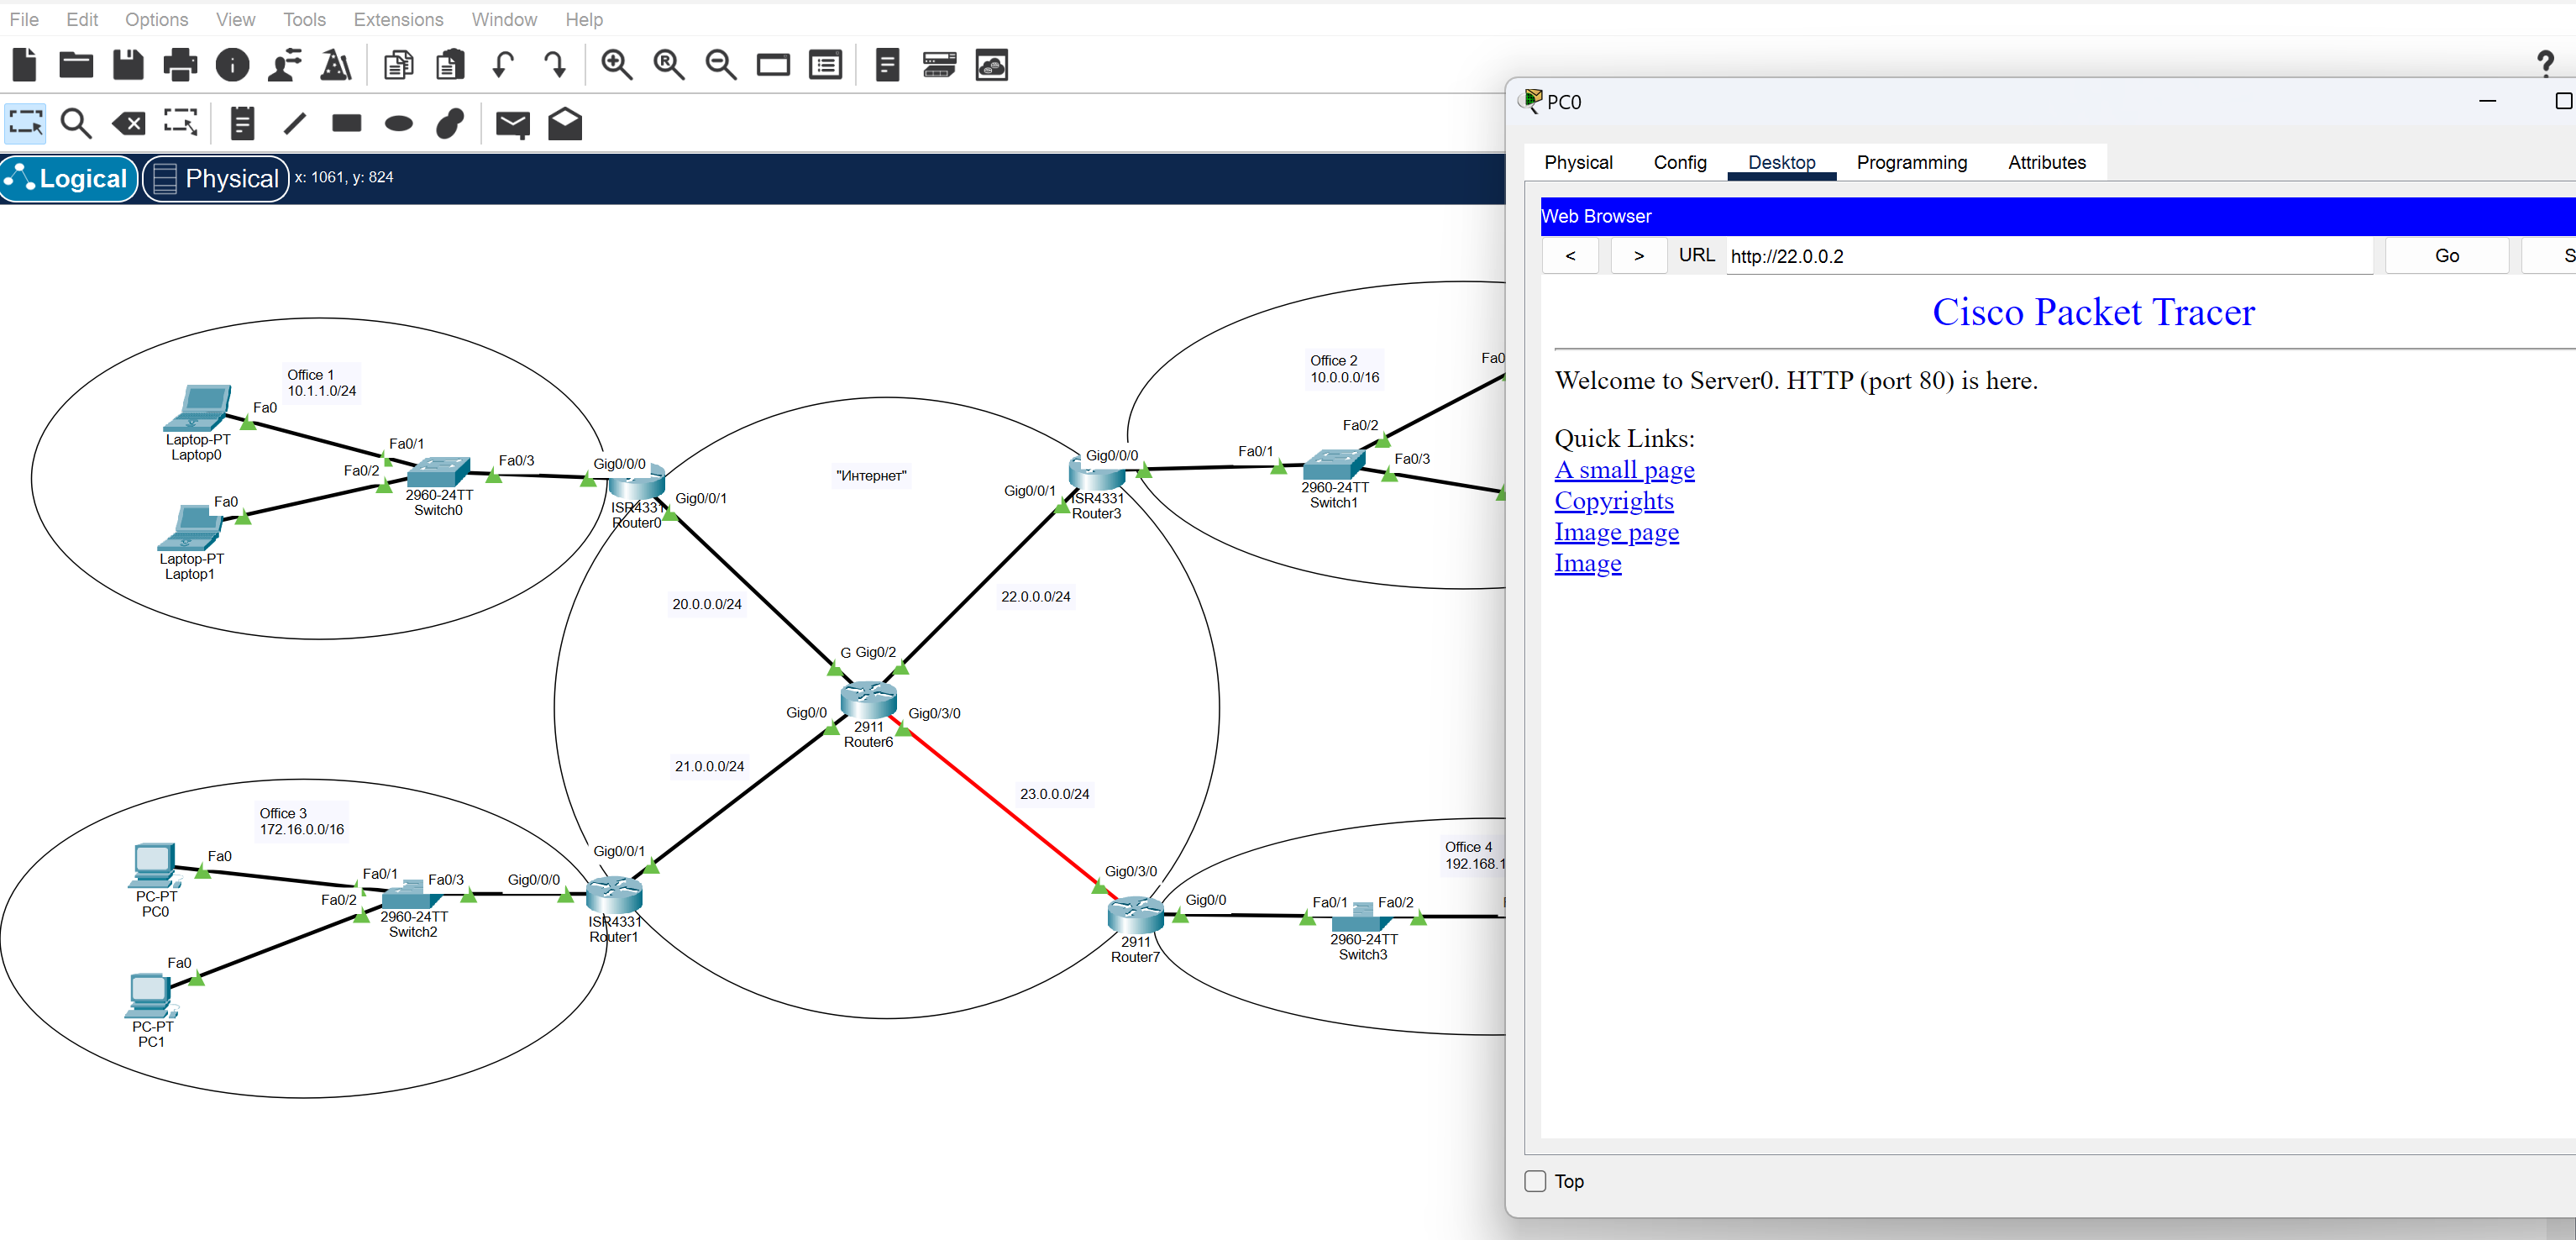 File Edit Options View Tools Extensions Window Help
?
PC0
Physical Config Desktop Programming Attributes
Logical Physical x: 1061, y: 824
Web Browser
< > URL http://22.0.0.2 Go S
Cisco Packet Tracer
Welcome to Server0. HTTP (port 80) is here.
Quick Links:
A small page
Copyrights
Image page
Image
Top
Office 1
10.1.1.0/24
Fa0
Laptop-PT
Laptop0
Fa0/1
Fa0/2
Fa0/3
2960-24TT
Switch0
Fa0
Laptop-PT
Laptop1
Gig0/0/0
Gig0/0/1
ISR4331
Router0
"Интернет"
Office 2
10.0.0.0/16
Fa0
Fa0/2
Fa0/1
Fa0/3
2960-24TT
Switch1
Gig0/0/0
Gig0/0/1
ISR4331
Router3
20.0.0.0/24
22.0.0.0/24
G Gig0/2
Gig0/0
Gig0/3/0
2911
Router6
21.0.0.0/24
23.0.0.0/24
Office 3
172.16.0.0/16
Fa0
PC-PT
PC0
Fa0/1
Fa0/2
Fa0/3
2960-24TT
Switch2
Fa0
PC-PT
PC1
Gig0/0/0
Gig0/0/1
ISR4331
Router1
Office 4
192.168.1
Gig0/3/0
Gig0/0
2911
Router7
Fa0/1
Fa0/2
2960-24TT
Switch3